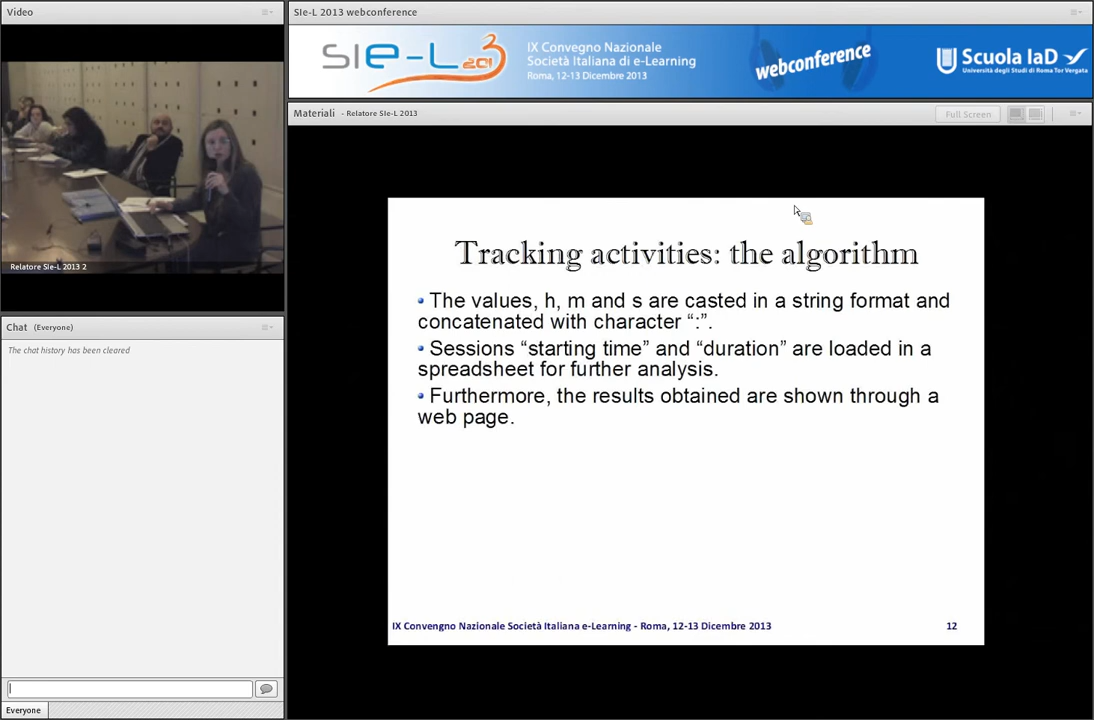 Video
SIe-L 2013 webconference
SIe-L 2013
IX Convegno Nazionale
Società Italiana di e-Learning
Roma, 12-13 Dicembre 2013
webconference
Scuola IaD
Università degli Studi di Roma Tor Vergata
Materiali - Relatore SIe-L 2013
Full Screen
Relatore SIe-L 2013 2
Chat (Everyone)
The chat history has been cleared
Everyone
Tracking activities: the algorithm
• The values, h, m and s are casted in a string format and
concatenated with character “:”.
• Sessions “starting time” and “duration” are loaded in a
spreadsheet for further analysis.
• Furthermore, the results obtained are shown through a
web page.
IX Convengno Nazionale Società Italiana e-Learning - Roma, 12-13 Dicembre 2013 12